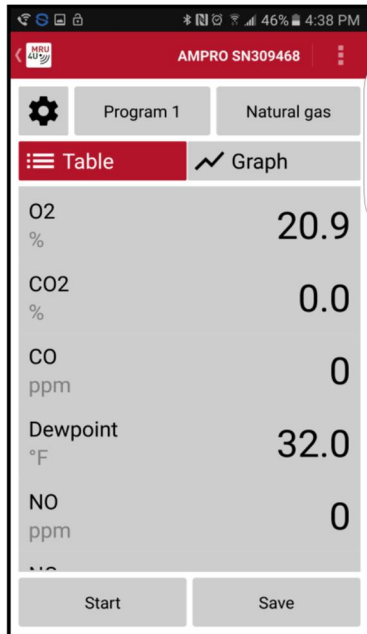 46% 4:38 PM
MRU
4U
AMPRO SN309468
Program 1
Natural gas
Table
Graph
O2
%
20.9
CO2
%
0.0
CO
ppm
0
Dewpoint
°F
32.0
NO
ppm
0
Start
Save